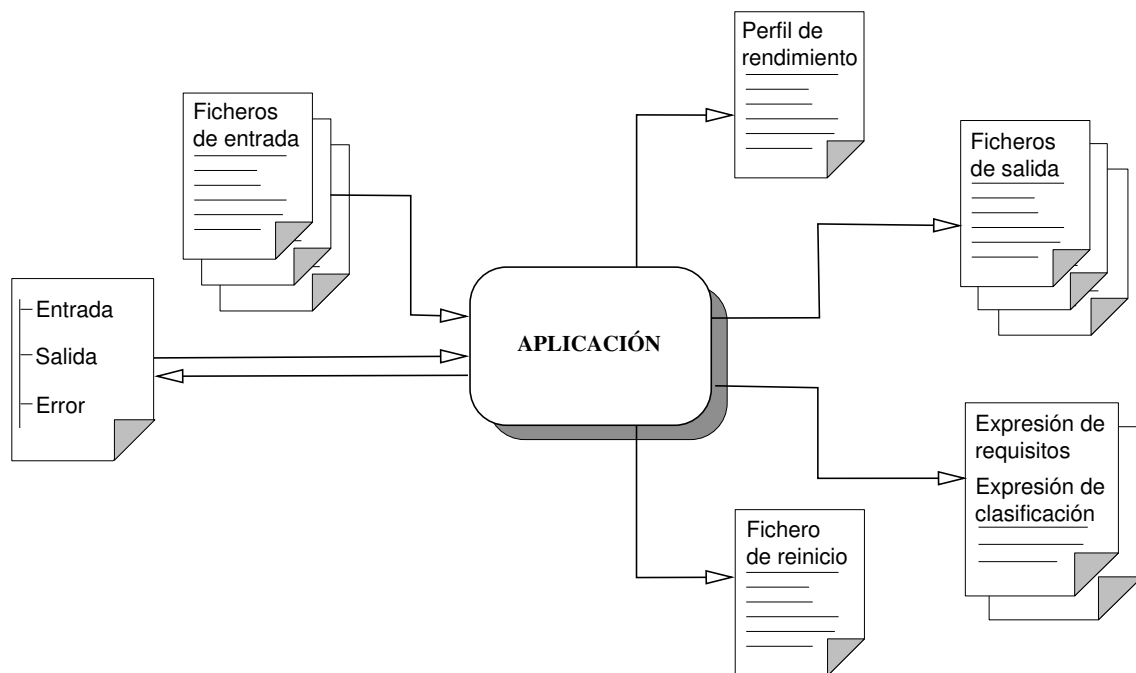 Perfil de
rendimiento
Ficheros
de entrada
Ficheros
de salida
Entrada
Salida
Error
APLICACIÓN
Expresión de
requisitos
Expresión de
clasificación
Fichero
de reinicio